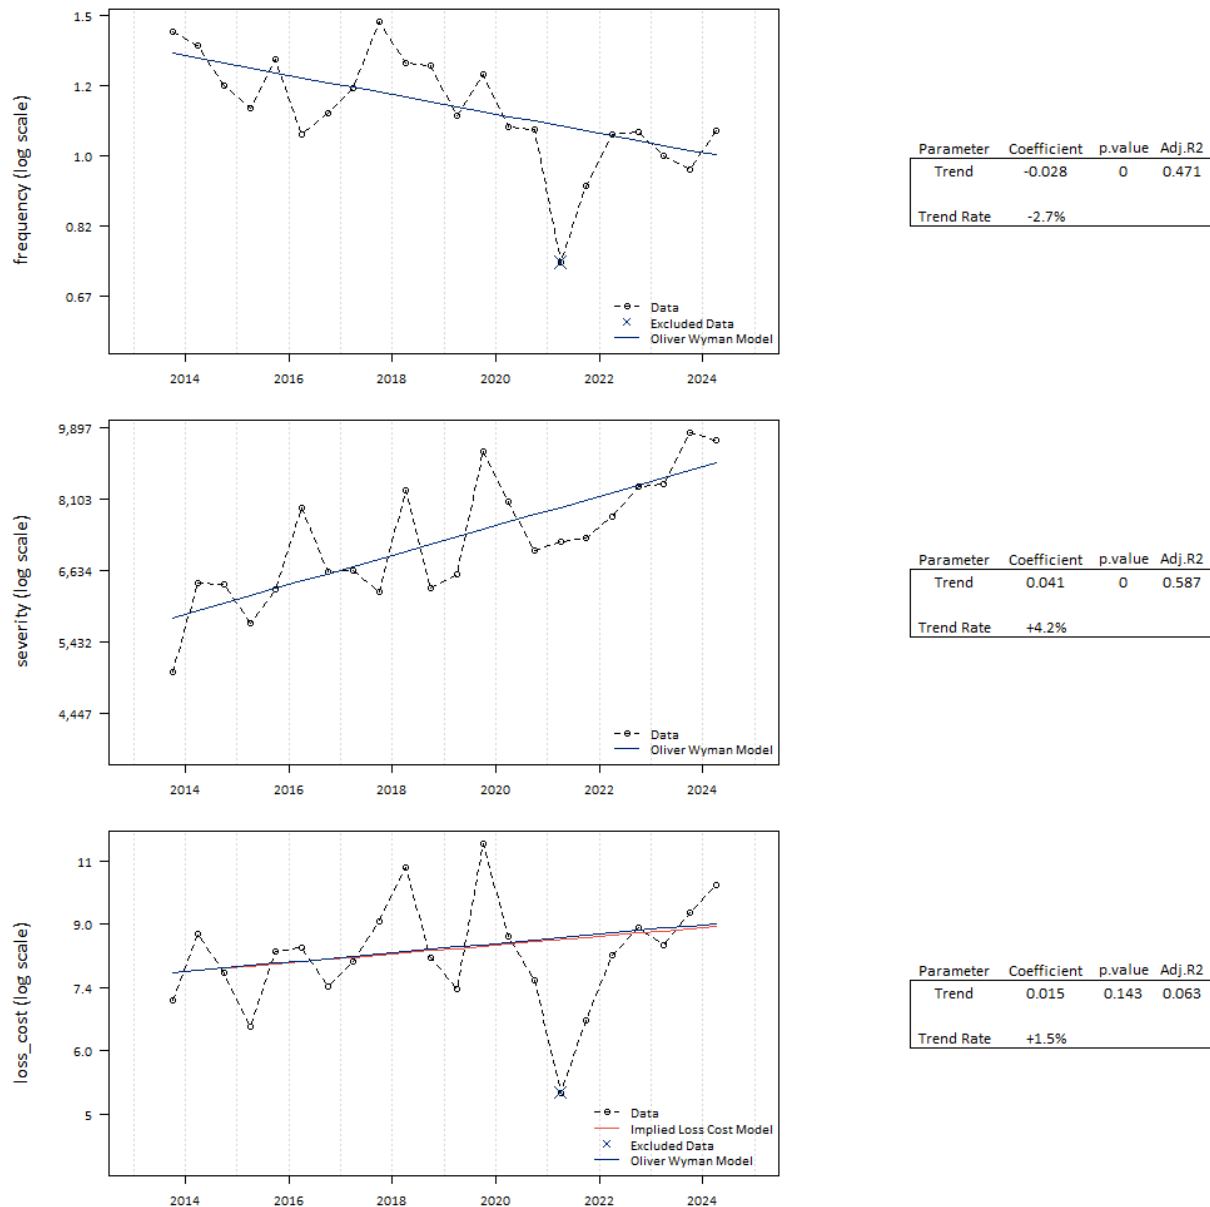 frequency (log scale)
1.5
1.2
1.0
0.82
0.67
Data
Excluded Data
Oliver Wyman Model
2014 2016 2018 2020 2022 2024
Parameter Coefficient p.value Adj.R2
Trend -0.028 0 0.471
Trend Rate -2.7%
severity (log scale)
9,897
8,103
6,634
5,432
4,447
Data
Oliver Wyman Model
2014 2016 2018 2020 2022 2024
Parameter Coefficient p.value Adj.R2
Trend 0.041 0 0.587
Trend Rate +4.2%
loss_cost (log scale)
11
9.0
7.4
6.0
5
Data
Implied Loss Cost Model
Excluded Data
Oliver Wyman Model
2014 2016 2018 2020 2022 2024
Parameter Coefficient p.value Adj.R2
Trend 0.015 0.143 0.063
Trend Rate +1.5%